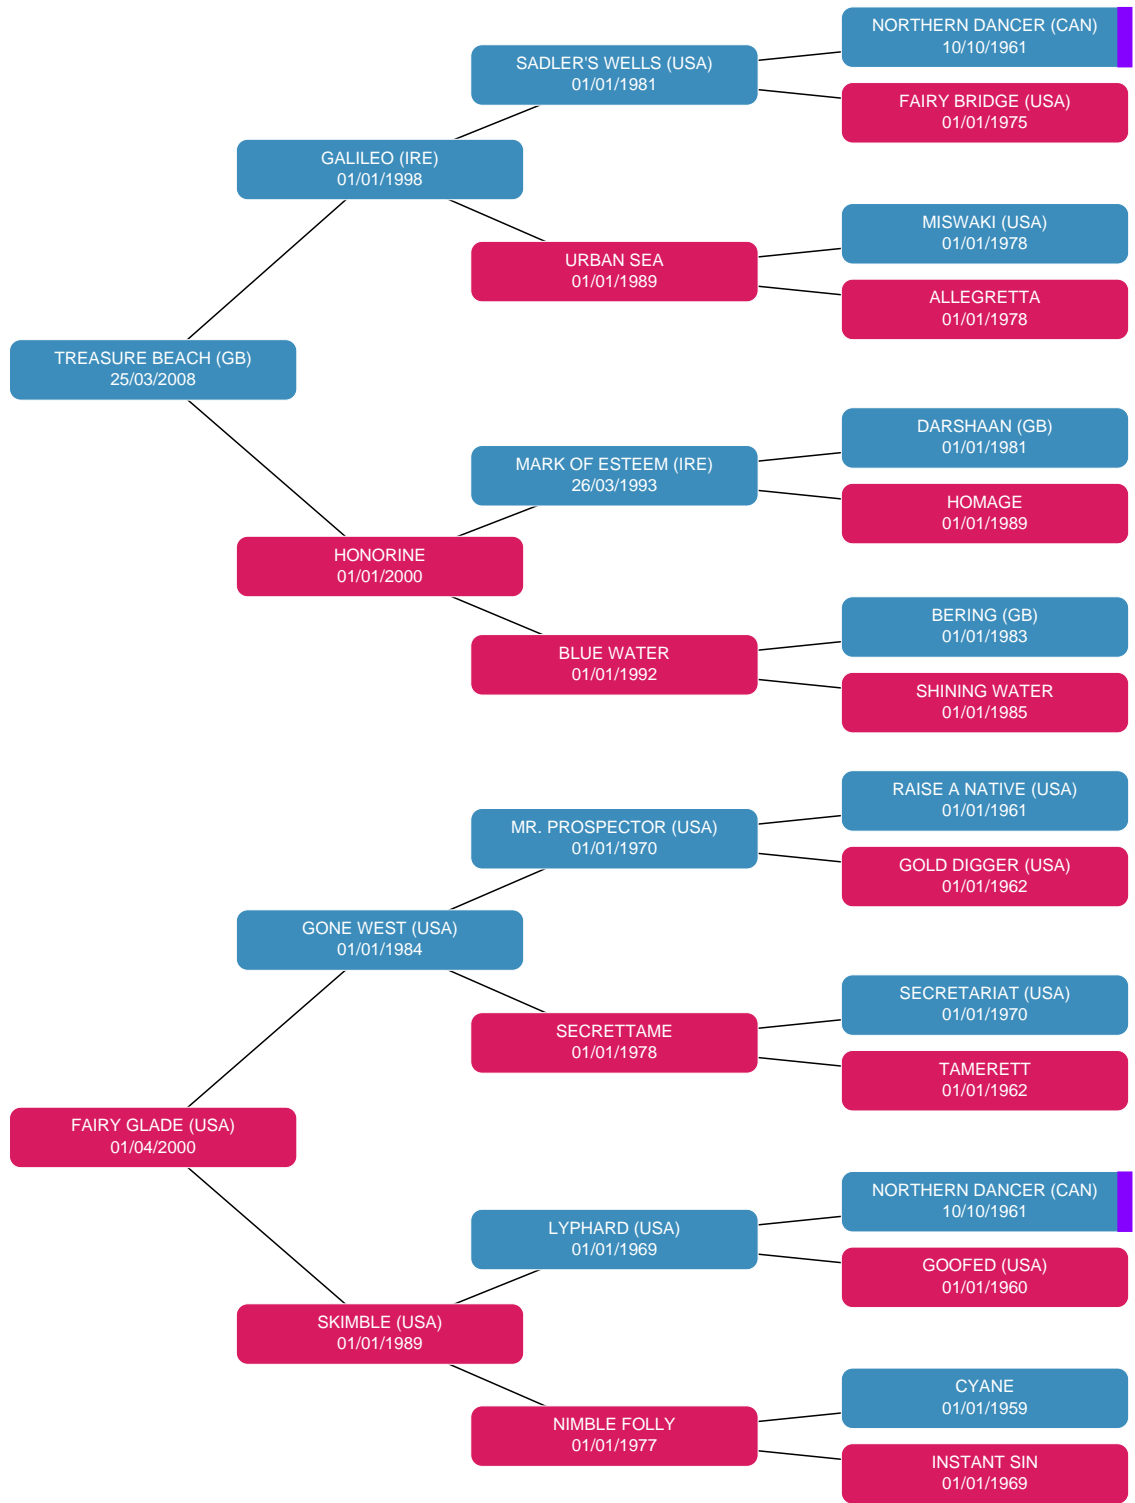 NORTHERN DANCER (CAN)
10/10/1961
SADLER'S WELLS (USA)
01/01/1981
FAIRY BRIDGE (USA)
01/01/1975
GALILEO (IRE)
01/01/1998
MISWAKI (USA)
01/01/1978
URBAN SEA
01/01/1989
ALLEGRETTA
01/01/1978
TREASURE BEACH (GB)
25/03/2008
DARSHAAN (GB)
01/01/1981
MARK OF ESTEEM (IRE)
26/03/1993
HOMAGE
01/01/1989
HONORINE
01/01/2000
BERING (GB)
01/01/1983
BLUE WATER
01/01/1992
SHINING WATER
01/01/1985
RAISE A NATIVE (USA)
01/01/1961
MR. PROSPECTOR (USA)
01/01/1970
GOLD DIGGER (USA)
01/01/1962
GONE WEST (USA)
01/01/1984
SECRETARIAT (USA)
01/01/1970
SECRETTAME
01/01/1978
TAMERETT
01/01/1962
FAIRY GLADE (USA)
01/04/2000
NORTHERN DANCER (CAN)
10/10/1961
LYPHARD (USA)
01/01/1969
GOOFED (USA)
01/01/1960
SKIMBLE (USA)
01/01/1989
CYANE
01/01/1959
NIMBLE FOLLY
01/01/1977
INSTANT SIN
01/01/1969